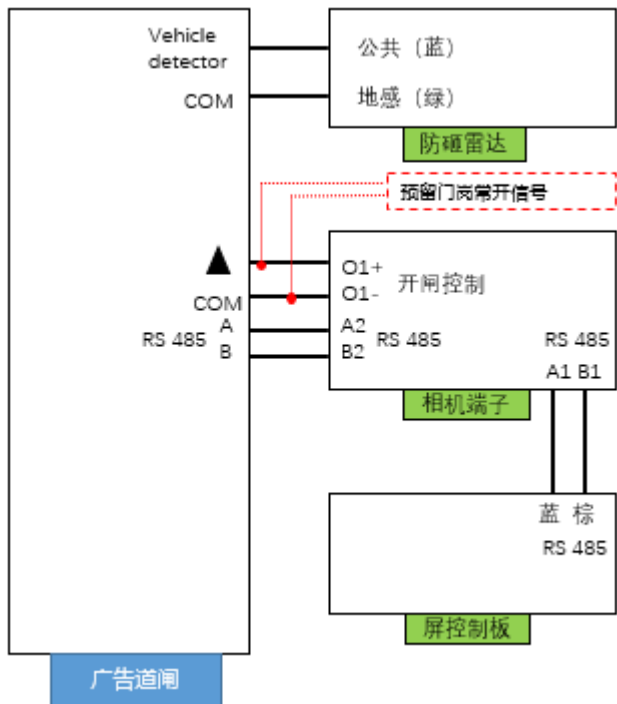 Vehicle
detector
COM
公共（蓝）
地感（绿）
防砸雷达
预留门岗常开信号
▲
COM
RS 485 A
B
O1+
O1-
开闸控制
A2
B2
RS 485
RS 485
A1 B1
相机端子
蓝 棕
RS 485
屏控制板
广告道闸